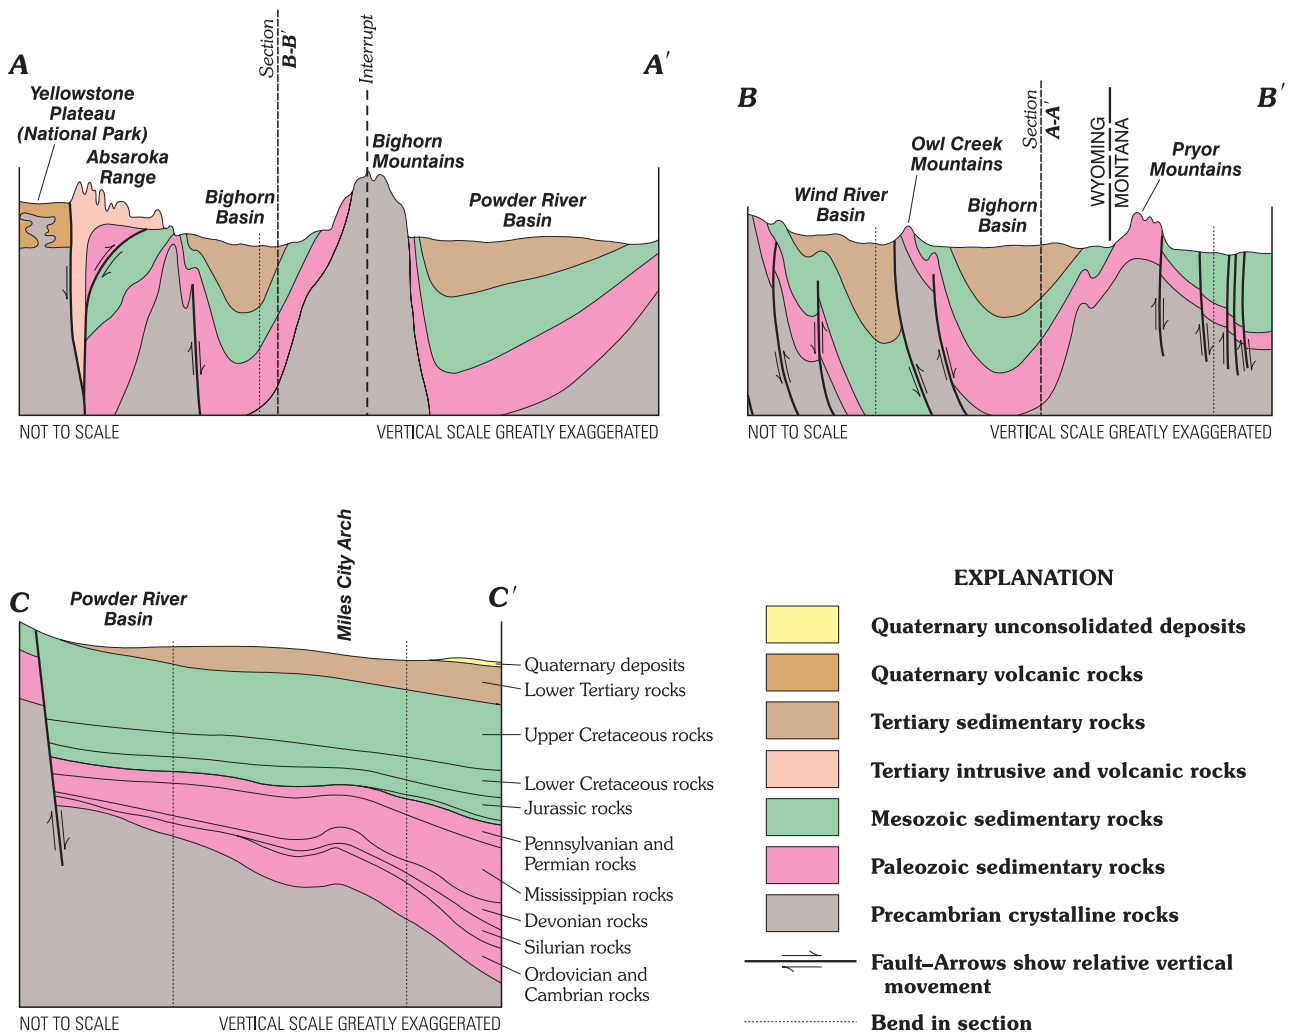 A
A'
Section
B-B'
Interrupt
Yellowstone
Plateau
(National Park)
Absaroka
Range
Bighorn
Basin
Bighorn
Mountains
Powder River
Basin
NOT TO SCALE
VERTICAL SCALE GREATLY EXAGGERATED
B
B'
Section
A-A'
WYOMING
MONTANA
Owl Creek
Mountains
Pryor
Mountains
Wind River
Basin
Bighorn
Basin
NOT TO SCALE
VERTICAL SCALE GREATLY EXAGGERATED
C
C'
Powder River
Basin
Miles City Arch
Quaternary deposits
Lower Tertiary rocks
Upper Cretaceous rocks
Lower Cretaceous rocks
Jurassic rocks
Pennsylvanian and
Permian rocks
Mississippian rocks
Devonian rocks
Silurian rocks
Ordovician and
Cambrian rocks
NOT TO SCALE
VERTICAL SCALE GREATLY EXAGGERATED
EXPLANATION
Quaternary unconsolidated deposits
Quaternary volcanic rocks
Tertiary sedimentary rocks
Tertiary intrusive and volcanic rocks
Mesozoic sedimentary rocks
Paleozoic sedimentary rocks
Precambrian crystalline rocks
Fault–Arrows show relative vertical
movement
Bend in section